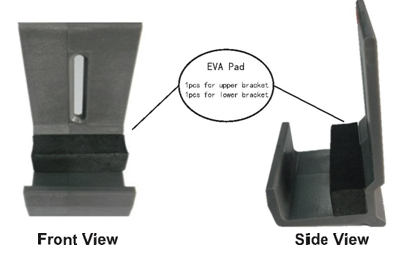 EVA Pad
1pcs for upper bracket
1pcs for lower bracket
Front View
Side View